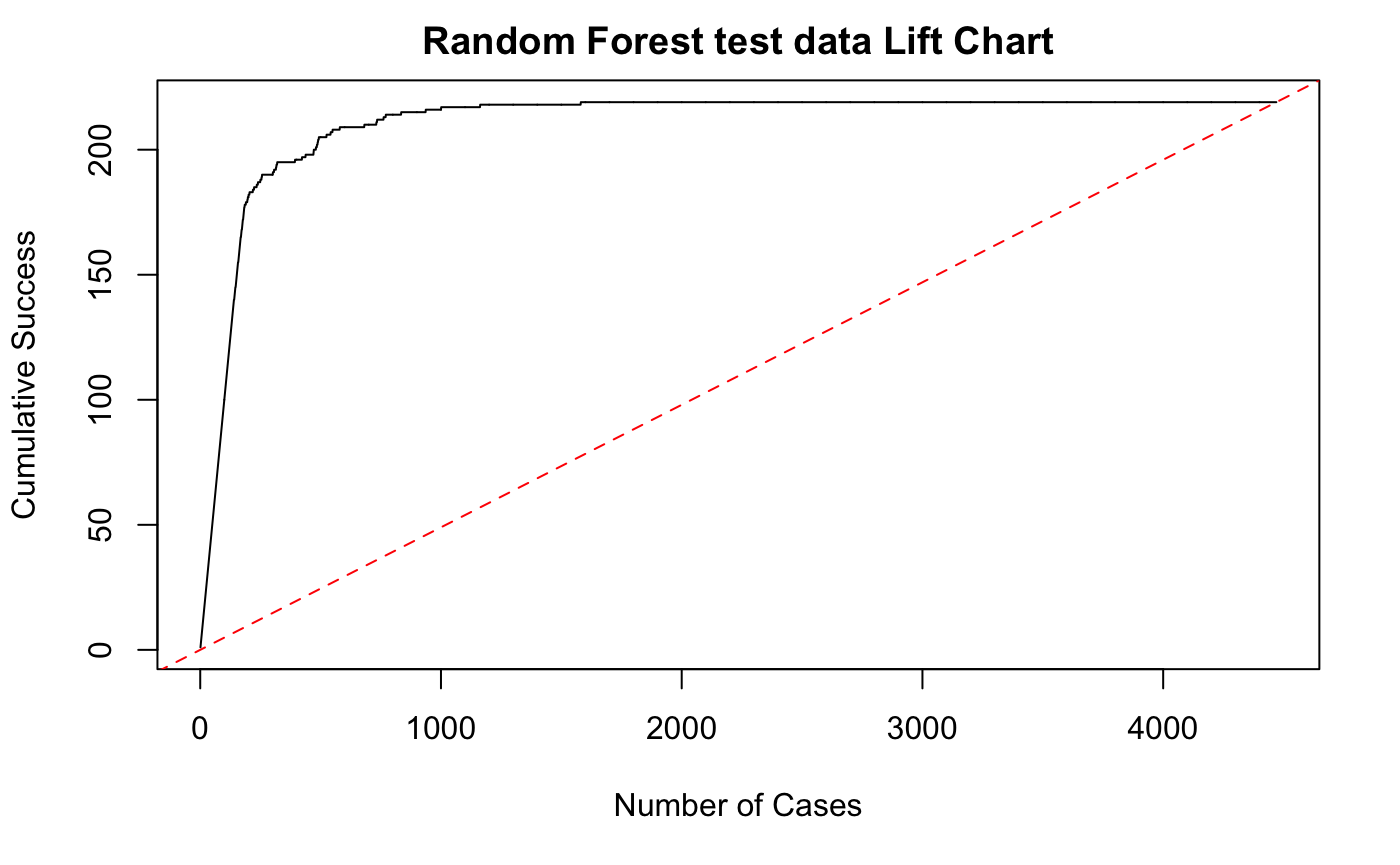 Random Forest test data Lift Chart
200
150
100
50
0
Cumulative Success
0 1000 2000 3000 4000
Number of Cases